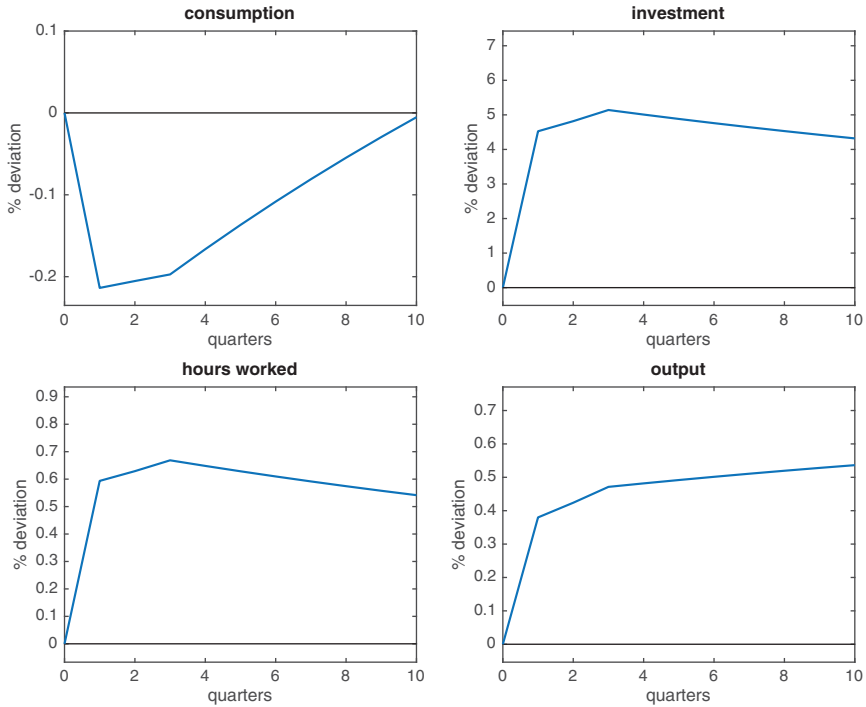 consumption
0.1
0
-0.1
-0.2
% deviation
0 2 4 6 8 10
quarters
investment
7
6
5
4
3
2
1
0
% deviation
0 2 4 6 8 10
quarters
hours worked
0.9
0.8
0.7
0.6
0.5
0.4
0.3
0.2
0.1
0
% deviation
0 2 4 6 8 10
quarters
output
0.7
0.6
0.5
0.4
0.3
0.2
0.1
0
% deviation
0 2 4 6 8 10
quarters